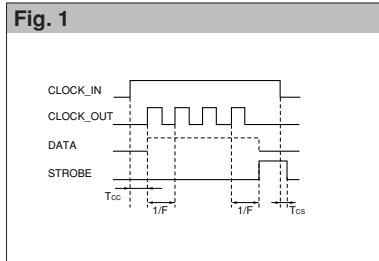 Fig. 1
CLOCK_IN
CLOCK_OUT
DATA
STROBE
Tcc
1/F
1/F
Tcs